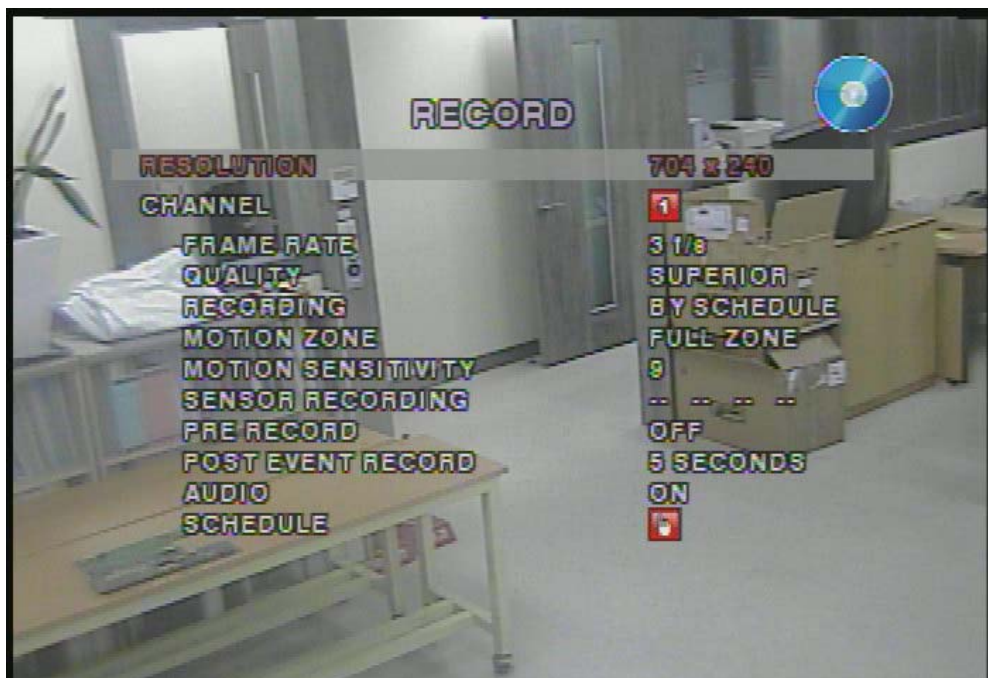 RECORD
RESOLUTION 704 x 240
CHANNEL 1
FRAME RATE 3 f/s
QUALITY SUPERIOR
RECORDING BY SCHEDULE
MOTION ZONE FULL ZONE
MOTION SENSITIVITY 9
SENSOR RECORDING -- -- -- --
PRE RECORD OFF
POST EVENT RECORD 5 SECONDS
AUDIO ON
SCHEDULE